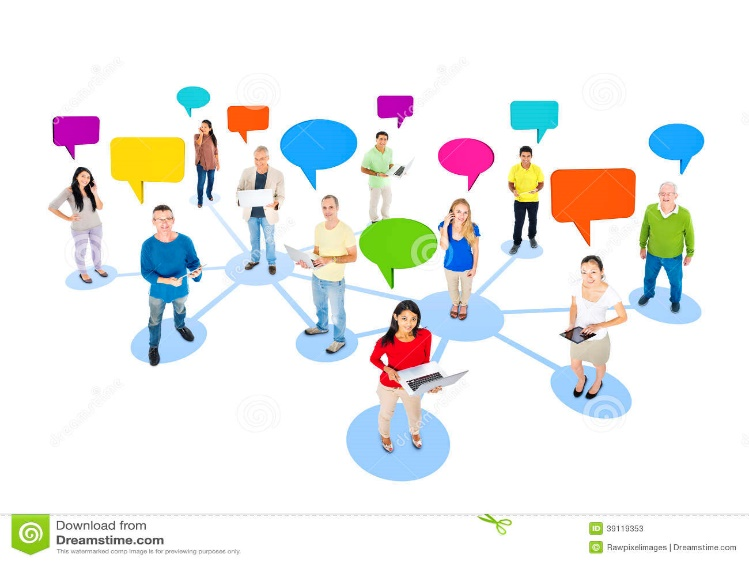 Download from
Dreamstime.com
This watermarked comp image is for previewing purposes only.
ID 39119353
© Rawpixelimages | Dreamstime.com